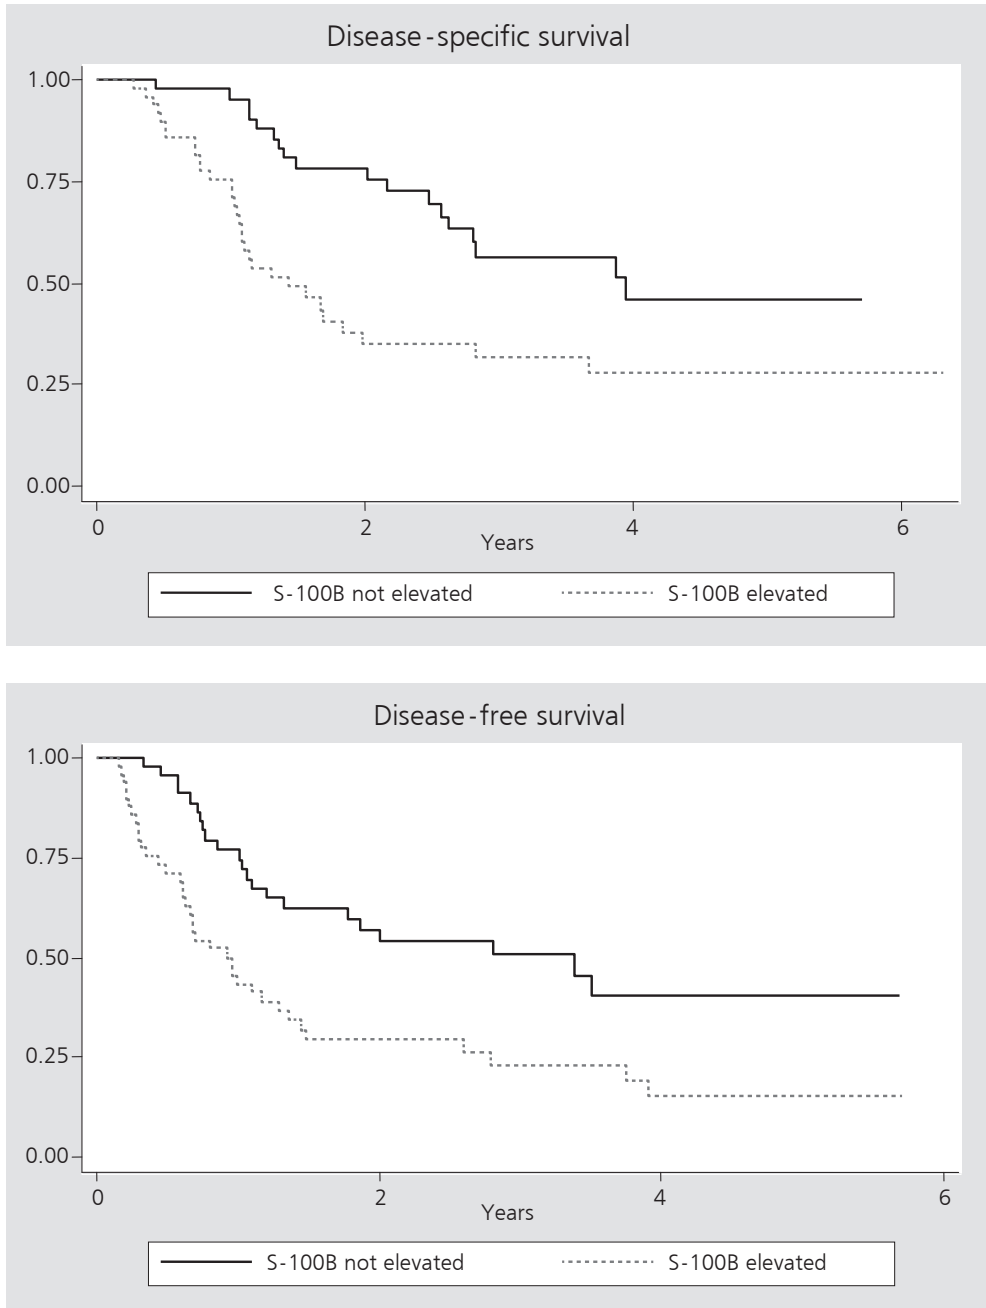 Disease-specific survival
1.00
0.75
0.50
0.25
0.00
0 2 4 6
Years
S-100B not elevated S-100B elevated
Disease-free survival
1.00
0.75
0.50
0.25
0.00
0 2 4 6
Years
S-100B not elevated S-100B elevated